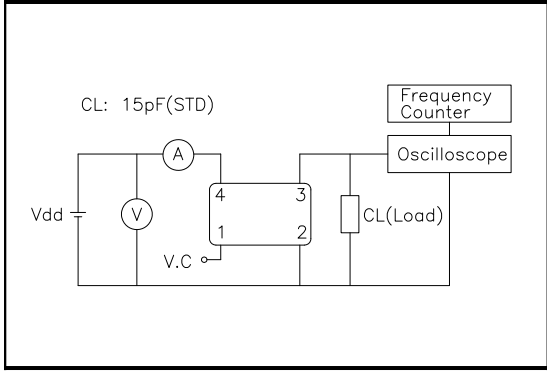 CL: 15pF(STD)
Frequency
Counter
A
Oscilloscope
4
3
Vdd
V
CL(Load)
1
2
V.C